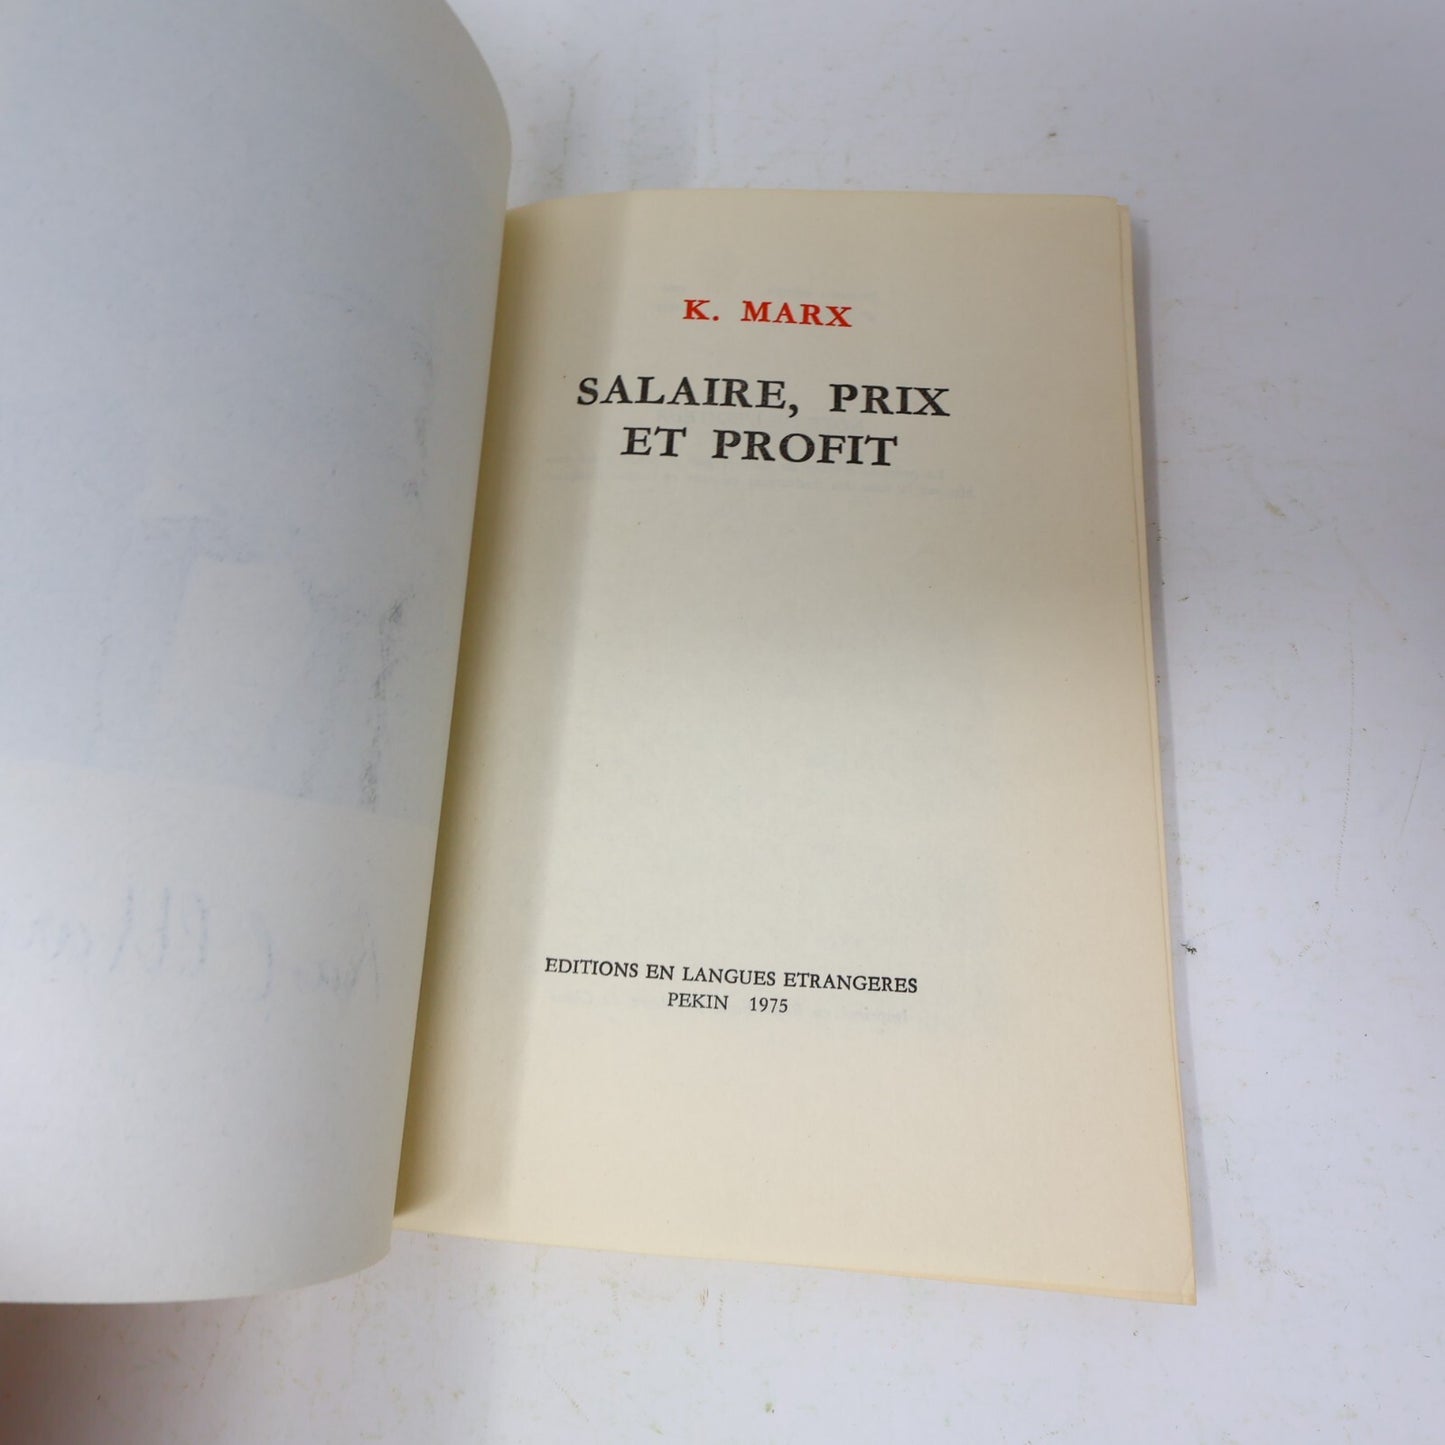 K. MARX
SALAIRE, PRIX
ET PROFIT
EDITIONS EN LANGUES ETRANGERES
PEKIN 1975